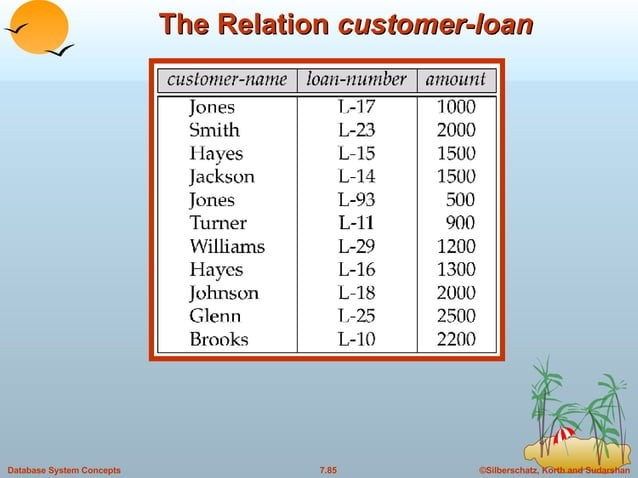 The Relation customer-loan
customer-name loan-number amount
Jones L-17 1000
Smith L-23 2000
Hayes L-15 1500
Jackson L-14 1500
Jones L-93 500
Turner L-11 900
Williams L-29 1200
Hayes L-16 1300
Johnson L-18 2000
Glenn L-25 2500
Brooks L-10 2200
Database System Concepts 7.85 ©Silberschatz, Korth and Sudarshan